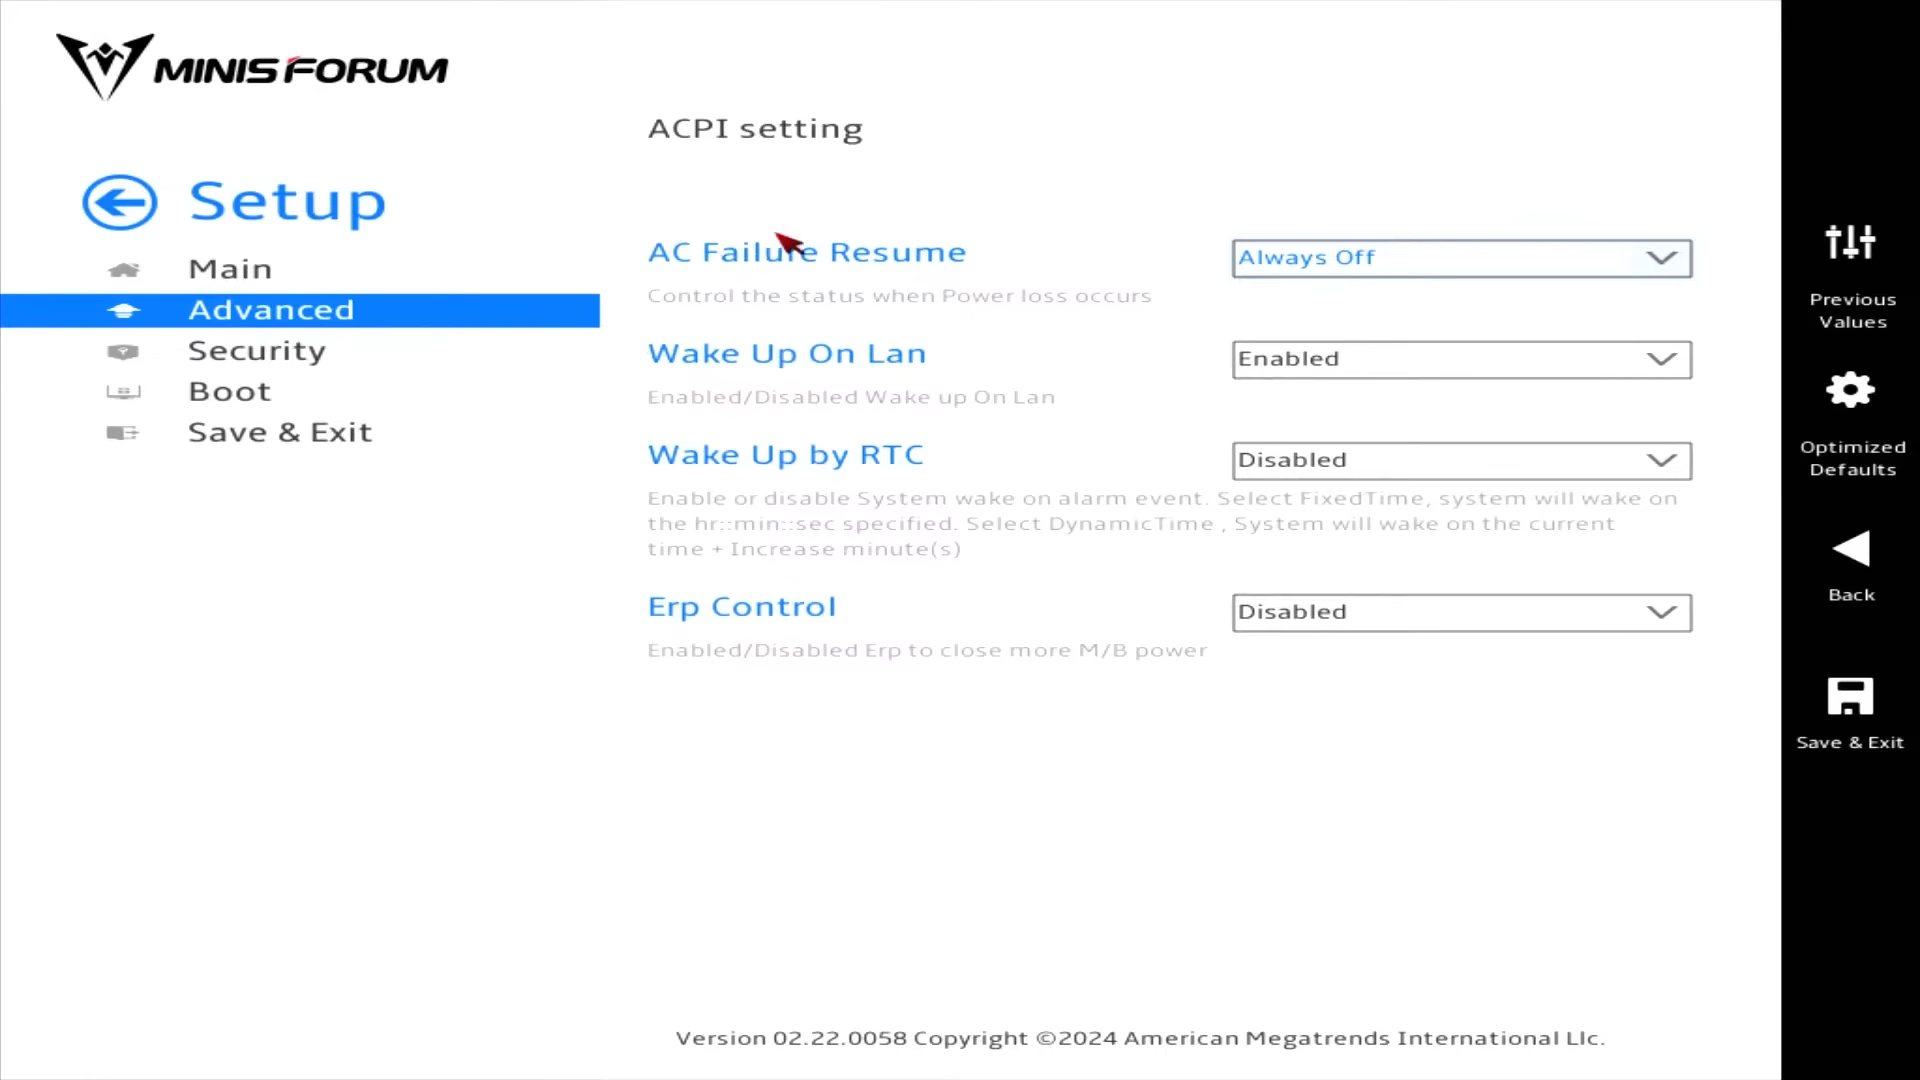 MINISFORUM
ACPI setting
Setup
Main
Advanced
Security
Boot
Save & Exit
AC Failure Resume
Always Off
Control the status when Power loss occurs
Wake Up On Lan
Enabled
Enabled/Disabled Wake up On Lan
Wake Up by RTC
Disabled
Enable or disable System wake on alarm event. Select FixedTime, system will wake on
the hr::min::sec specified. Select DynamicTime , System will wake on the current
time + Increase minute(s)
Erp Control
Disabled
Enabled/Disabled Erp to close more M/B power
Previous
Values
Optimized
Defaults
Back
Save & Exit
Version 02.22.0058 Copyright ©2024 American Megatrends International Llc.